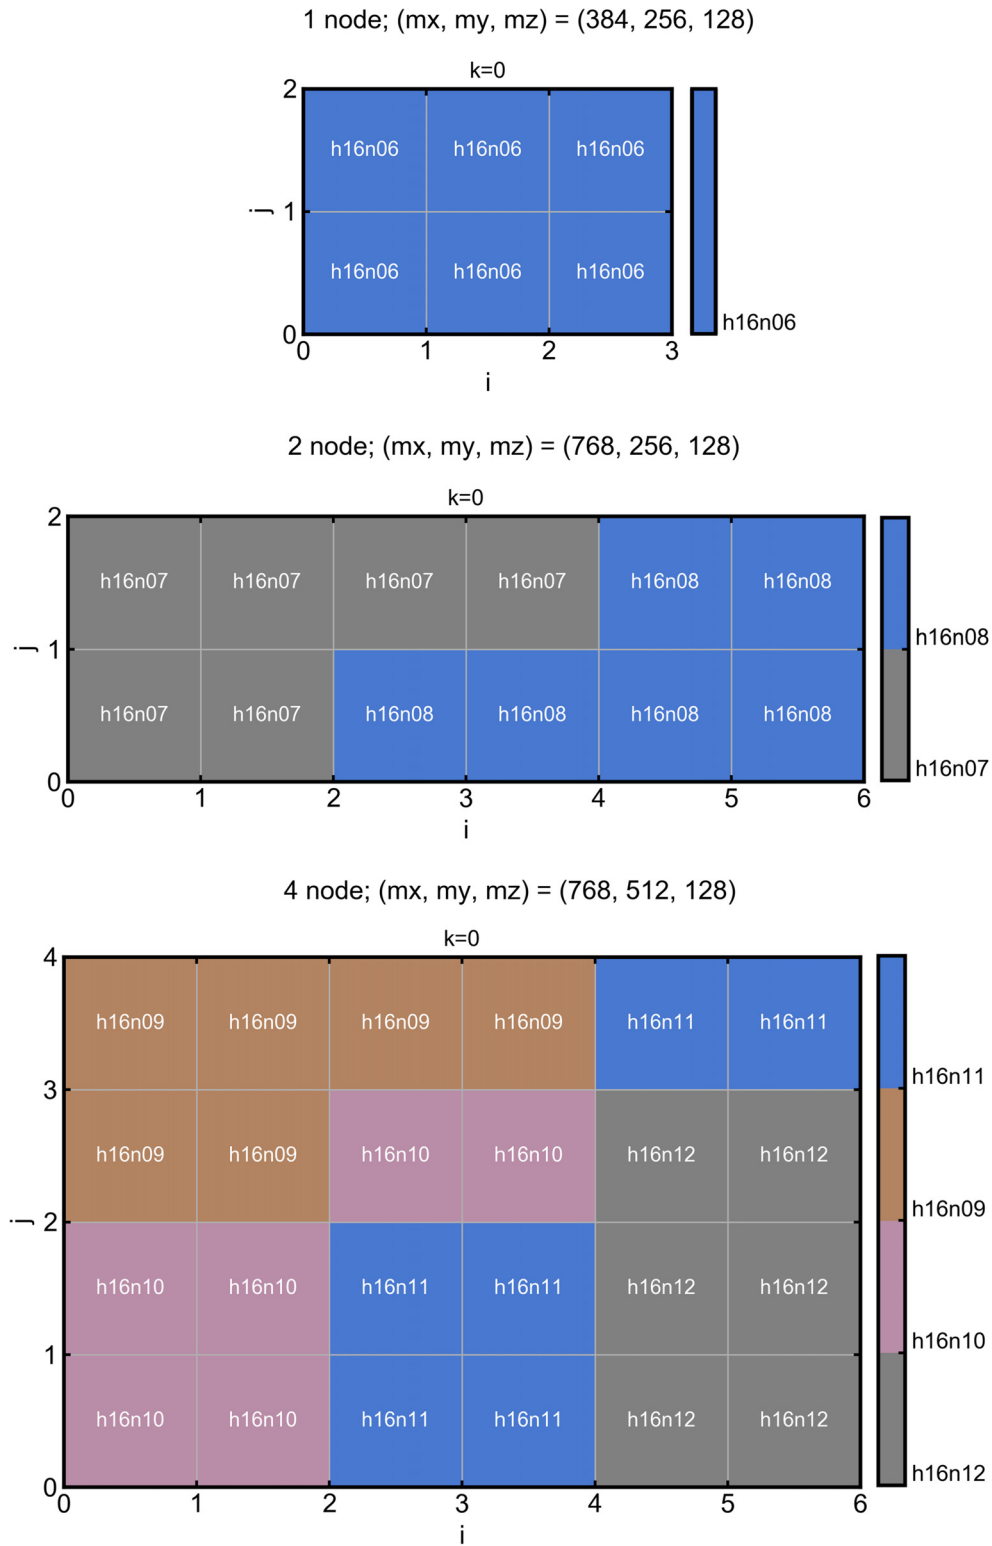 1 node; (mx, my, mz) = (384, 256, 128)
k=0
2
h16n06 h16n06 h16n06
j 1
h16n06 h16n06 h16n06
h16n06
0
0 1 2 3
i
2 node; (mx, my, mz) = (768, 256, 128)
k=0
2
h16n07 h16n07 h16n07 h16n07 h16n08 h16n08
h16n08
j 1
h16n07 h16n07 h16n08 h16n08 h16n08 h16n08
h16n07
0
0 1 2 3 4 5 6
i
4 node; (mx, my, mz) = (768, 512, 128)
k=0
4
h16n09 h16n09 h16n09 h16n09 h16n11 h16n11
h16n11
3
h16n09 h16n09 h16n10 h16n10 h16n12 h16n12
h16n09
j 2
h16n10 h16n10 h16n11 h16n11 h16n12 h16n12
h16n10
1
h16n10 h16n10 h16n11 h16n11 h16n12 h16n12
h16n12
0
0 1 2 3 4 5 6
i